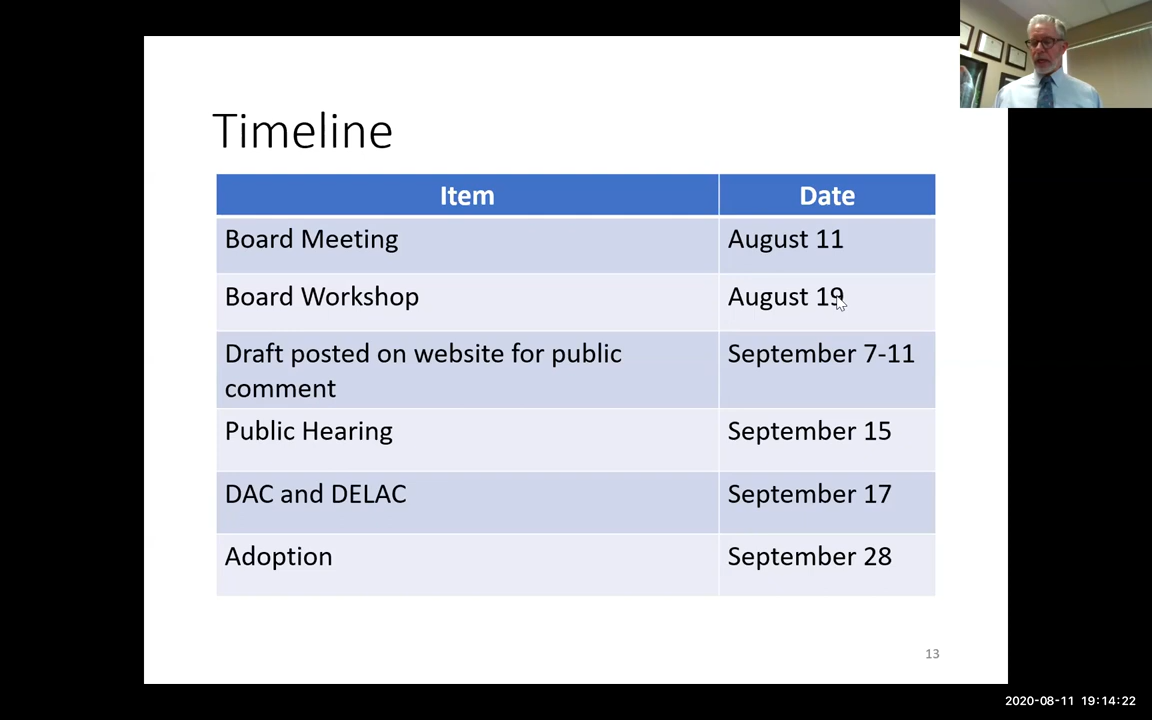 Timeline
Item Date
Board Meeting August 11
Board Workshop August 19
Draft posted on website for public September 7-11
comment
Public Hearing September 15
DAC and DELAC September 17
Adoption September 28
13
2020-08-11 19:14:22